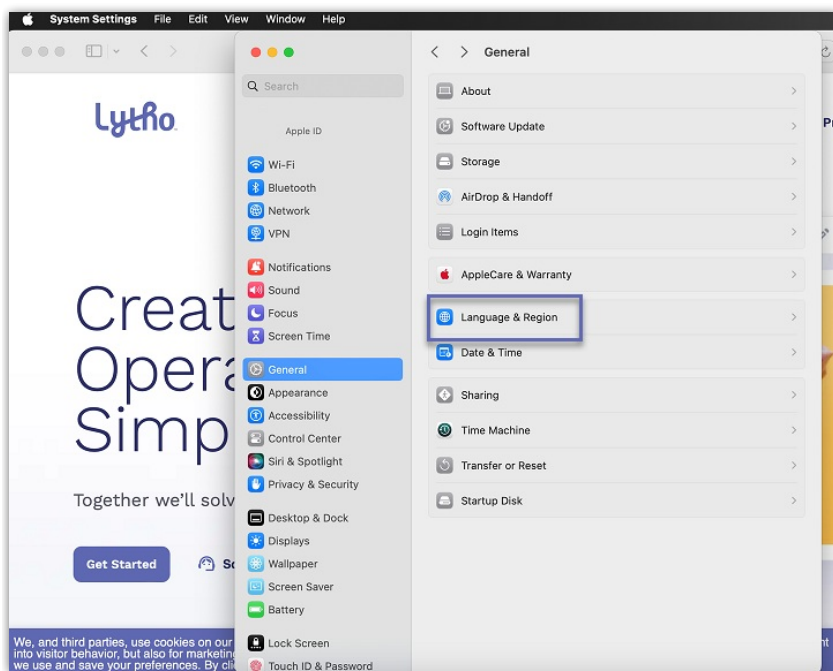 System Settings File Edit View Window Help
Lytho
Creat
Opera
Simp
Together we'll solv
Get Started
We, and third parties, use cookies on our
into visitor behavior, but also for marketing
we use and save your preferences. By clic
Search
Apple ID
Wi-Fi
Bluetooth
Network
VPN
Notifications
Sound
Focus
Screen Time
General
Appearance
Accessibility
Control Center
Siri & Spotlight
Privacy & Security
Desktop & Dock
Displays
Wallpaper
Screen Saver
Battery
Lock Screen
Touch ID & Password
General
About
Software Update
Storage
AirDrop & Handoff
Login Items
AppleCare & Warranty
Language & Region
Date & Time
Sharing
Time Machine
Transfer or Reset
Startup Disk